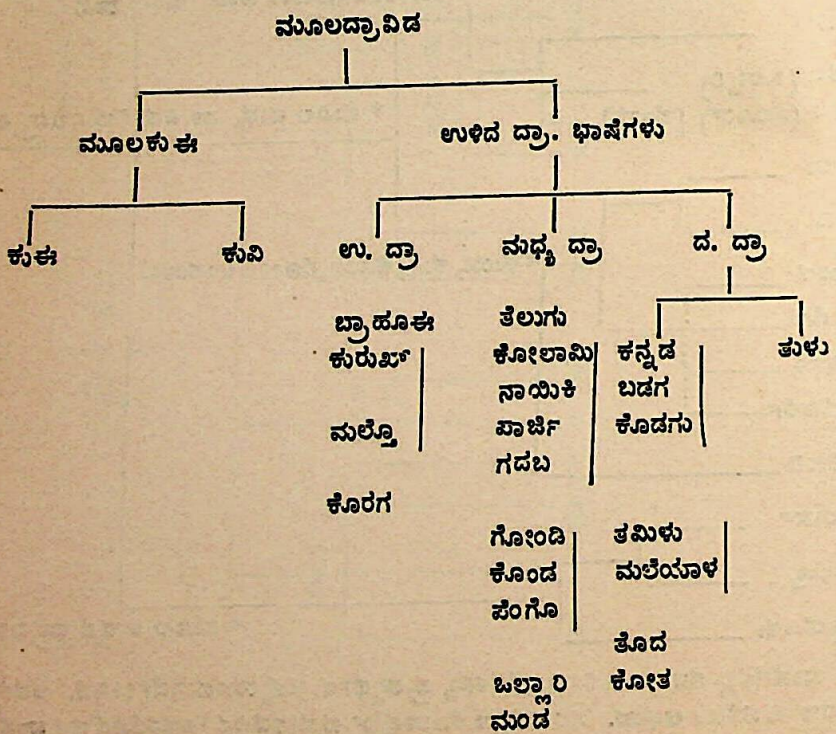 ಮೂಲದ್ರಾವಿಡ
ಮೂಲಕುಈ ಉಳಿದ ದ್ರಾ. ಭಾಷೆಗಳು
ಕುಈ ಕುವಿ ಉ. ದ್ರಾ ಮಧ್ಯ ದ್ರಾ ದ. ದ್ರಾ
ಬ್ರಾಹೂಈ ತೆಲುಗು
ಕುರುಖ್ ಕೋಲಾಮಿ ಕನ್ನಡ ತುಳು
ನಾಯಿಕಿ ಬಡಗ
ಮಲ್ತೊ ಪಾರ್ಜಿ ಕೊಡಗು
ಗದಬ
ಕೊರಗ
ಗೋಂಡಿ ತಮಿಳು
ಕೊಂಡ ಮಲೆಯಾಳ
ಪೆಂಗೊ
ತೊದ
ಒಲ್ಲಾರಿ ಕೋತ
ಮಂಡ